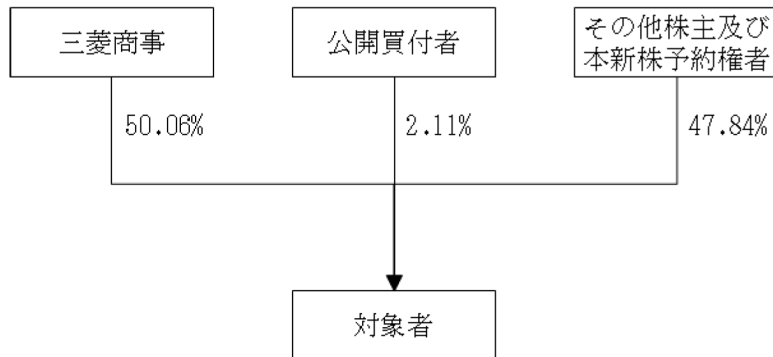 三菱商事
公開買付者
その他株主及び
本新株予約権者
50.06%
2.11%
47.84%
対象者